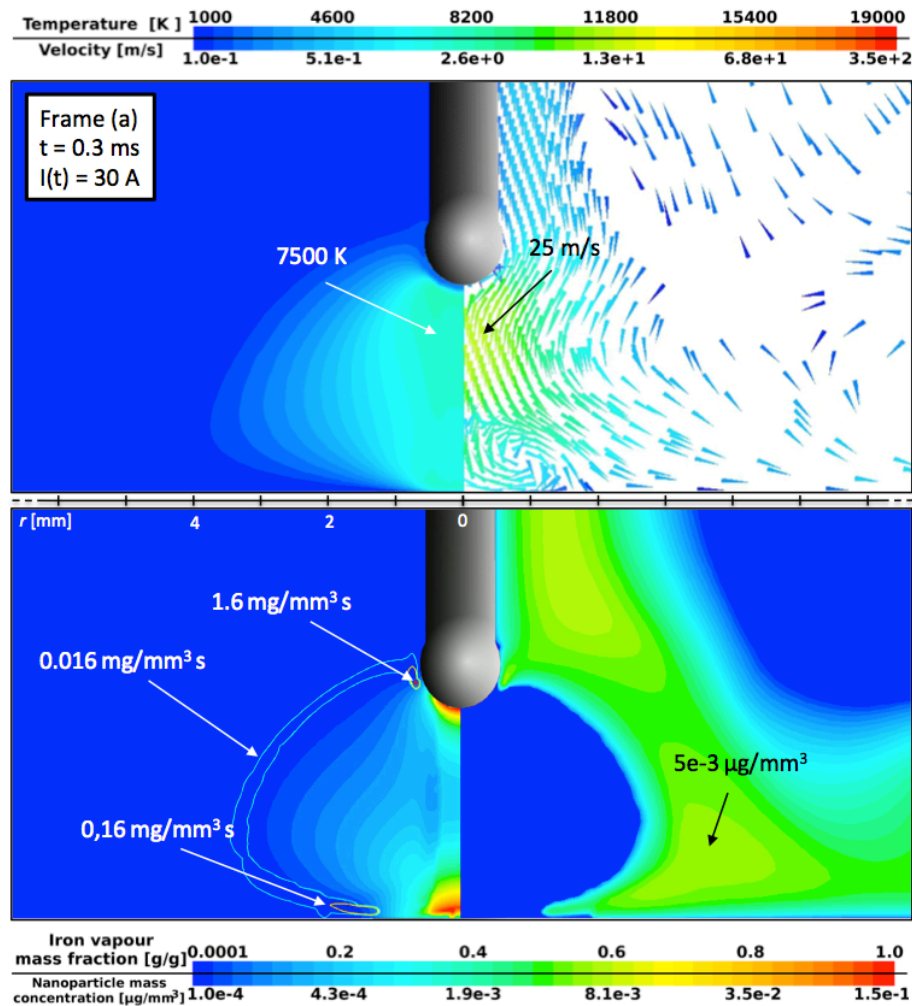 Temperature [K ] 1000 4600 8200 11800 15400 19000
Velocity [m/s] 1.0e-1 5.1e-1 2.6e+0 1.3e+1 6.8e+1 3.5e+2
Frame (a)
t = 0.3 ms
I(t) = 30 A
7500 K
25 m/s
r [mm] 4 2 0
1.6 mg/mm³ s
0.016 mg/mm³ s
5e-3 µg/mm³
0,16 mg/mm³ s
Iron vapour
mass fraction [g/g] 0.0001 0.2 0.4 0.6 0.8 1.0
Nanoparticle mass
concentration [µg/mm³] 1.0e-4 4.3e-4 1.9e-3 8.1e-3 3.5e-2 1.5e-1